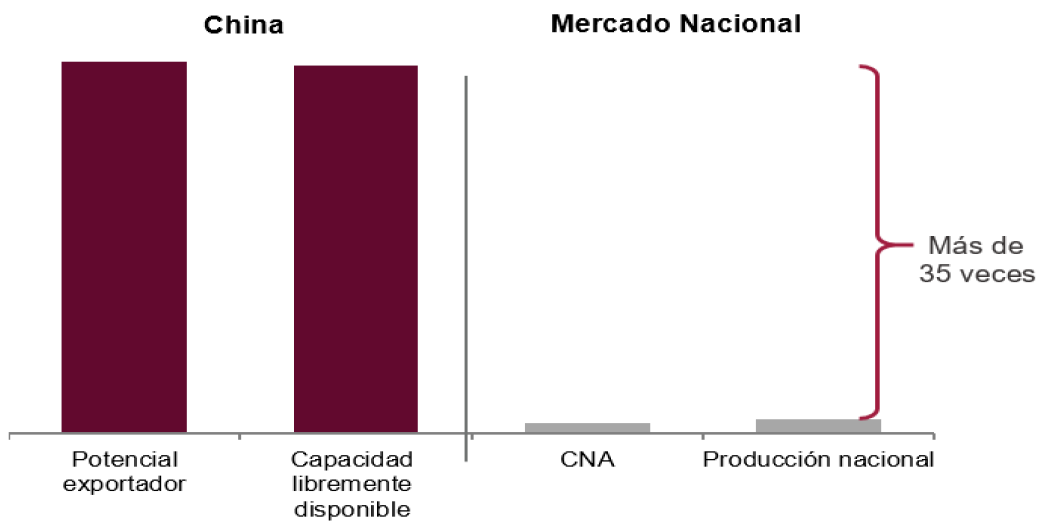 China
Mercado Nacional
Más de
35 veces
Potencial
exportador
Capacidad
libremente
disponible
CNA
Producción nacional